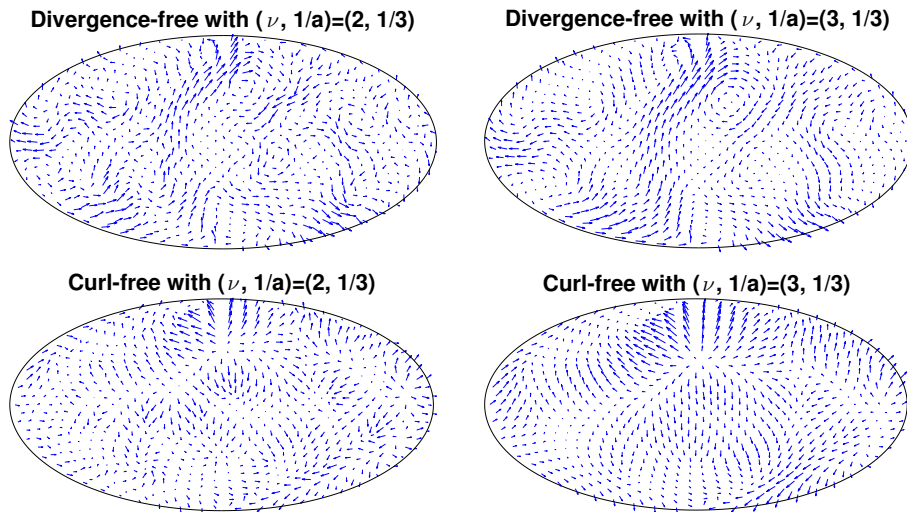 Divergence-free with (ν, 1/a)=(2, 1/3)
Divergence-free with (ν, 1/a)=(3, 1/3)
Curl-free with (ν, 1/a)=(2, 1/3)
Curl-free with (ν, 1/a)=(3, 1/3)